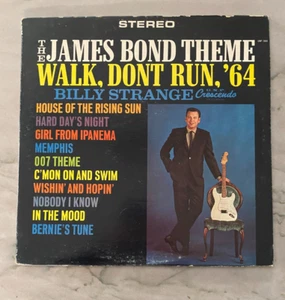 STEREO
THE JAMES BOND THEME
WALK, DONT RUN, '64
BILLY STRANGE
Crescendo
HOUSE OF THE RISING SUN
HARD DAY'S NIGHT
GIRL FROM IPANEMA
MEMPHIS
007 THEME
C'MON ON AND SWIM
WISHIN' AND HOPIN'
NOBODY I KNOW
IN THE MOOD
BERNIE'S TUNE